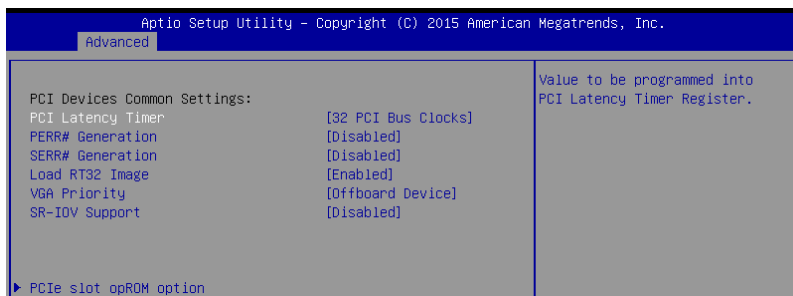 Aptio Setup Utility – Copyright (C) 2015 American Megatrends, Inc.
Advanced
PCI Devices Common Settings:
PCI Latency Timer [32 PCI Bus Clocks]
PERR# Generation [Disabled]
SERR# Generation [Disabled]
Load RT32 Image [Enabled]
VGA Priority [Offboard Device]
SR-IOV Support [Disabled]
PCIe slot opROM option
Value to be programmed into
PCI Latency Timer Register.